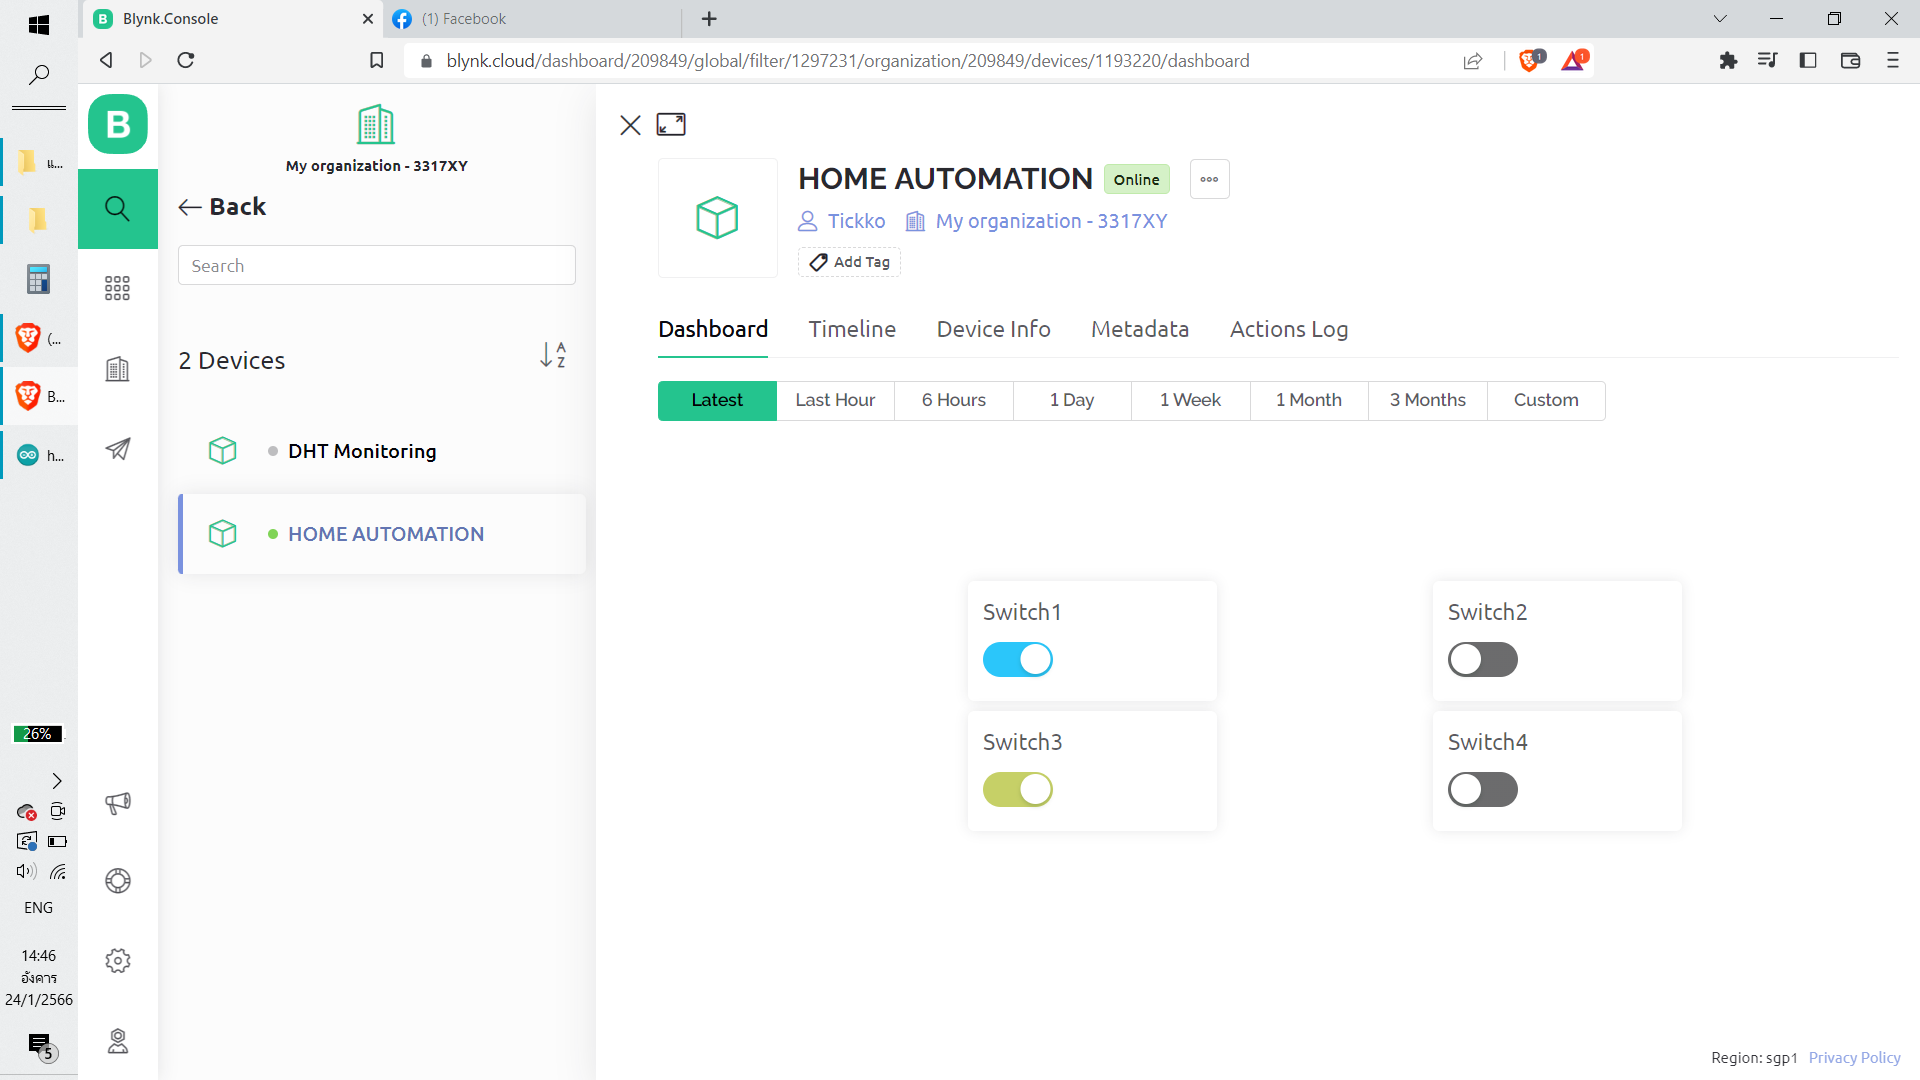 Blynk.Console
(1) Facebook
blynk.cloud/dashboard/209849/global/filter/1297231/organization/209849/devices/1193220/dashboard
1
1
แ...
(...
B...
h...
26%
ENG
14:46
อังคาร
24/1/2566
5
B
My organization - 3317XY
Back
Search
2 Devices
A
Z
DHT Monitoring
HOME AUTOMATION
HOME AUTOMATION
Online
Tickko
My organization - 3317XY
Add Tag
Dashboard Timeline Device Info Metadata Actions Log
Latest Last Hour 6 Hours 1 Day 1 Week 1 Month 3 Months Custom
Switch1
Switch2
Switch3
Switch4
Region: sgp1 Privacy Policy